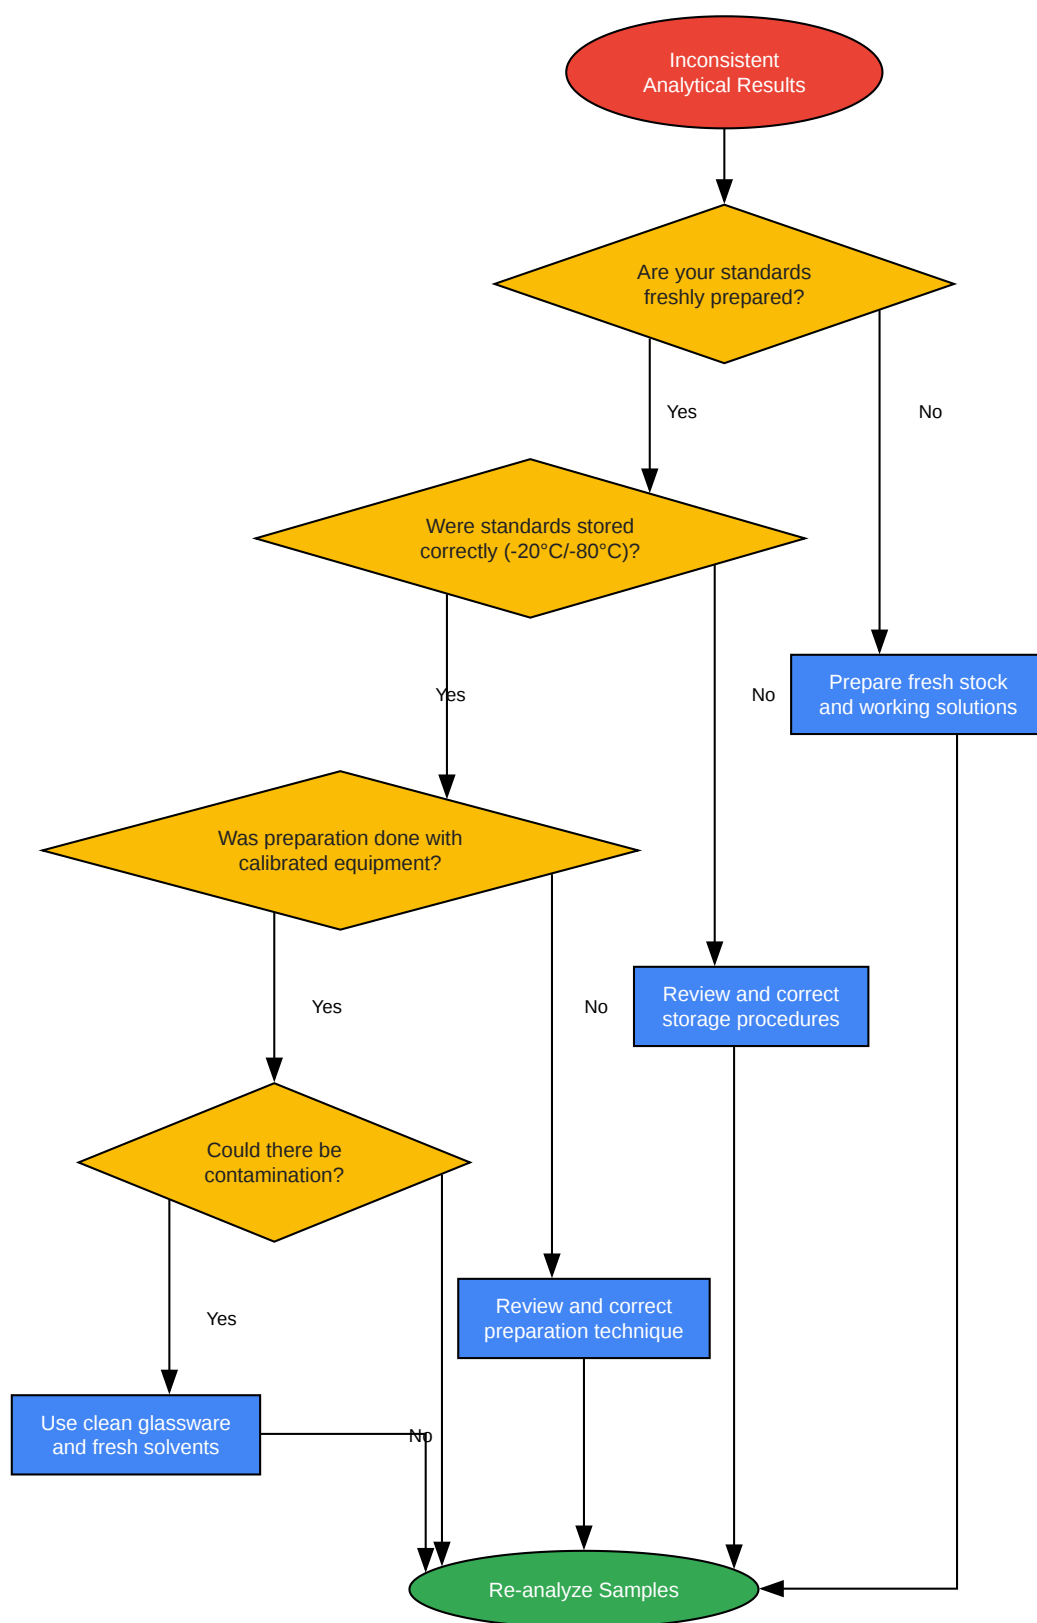 Inconsistent
Analytical Results
Are your standards
freshly prepared?
Yes
No
Were standards stored
correctly (-20°C/-80°C)?
Yes
No
Prepare fresh stock
and working solutions
Was preparation done with
calibrated equipment?
Yes
No
Review and correct
storage procedures
Could there be
contamination?
Yes
Review and correct
preparation technique
Use clean glassware
and fresh solvents
No
Re-analyze Samples